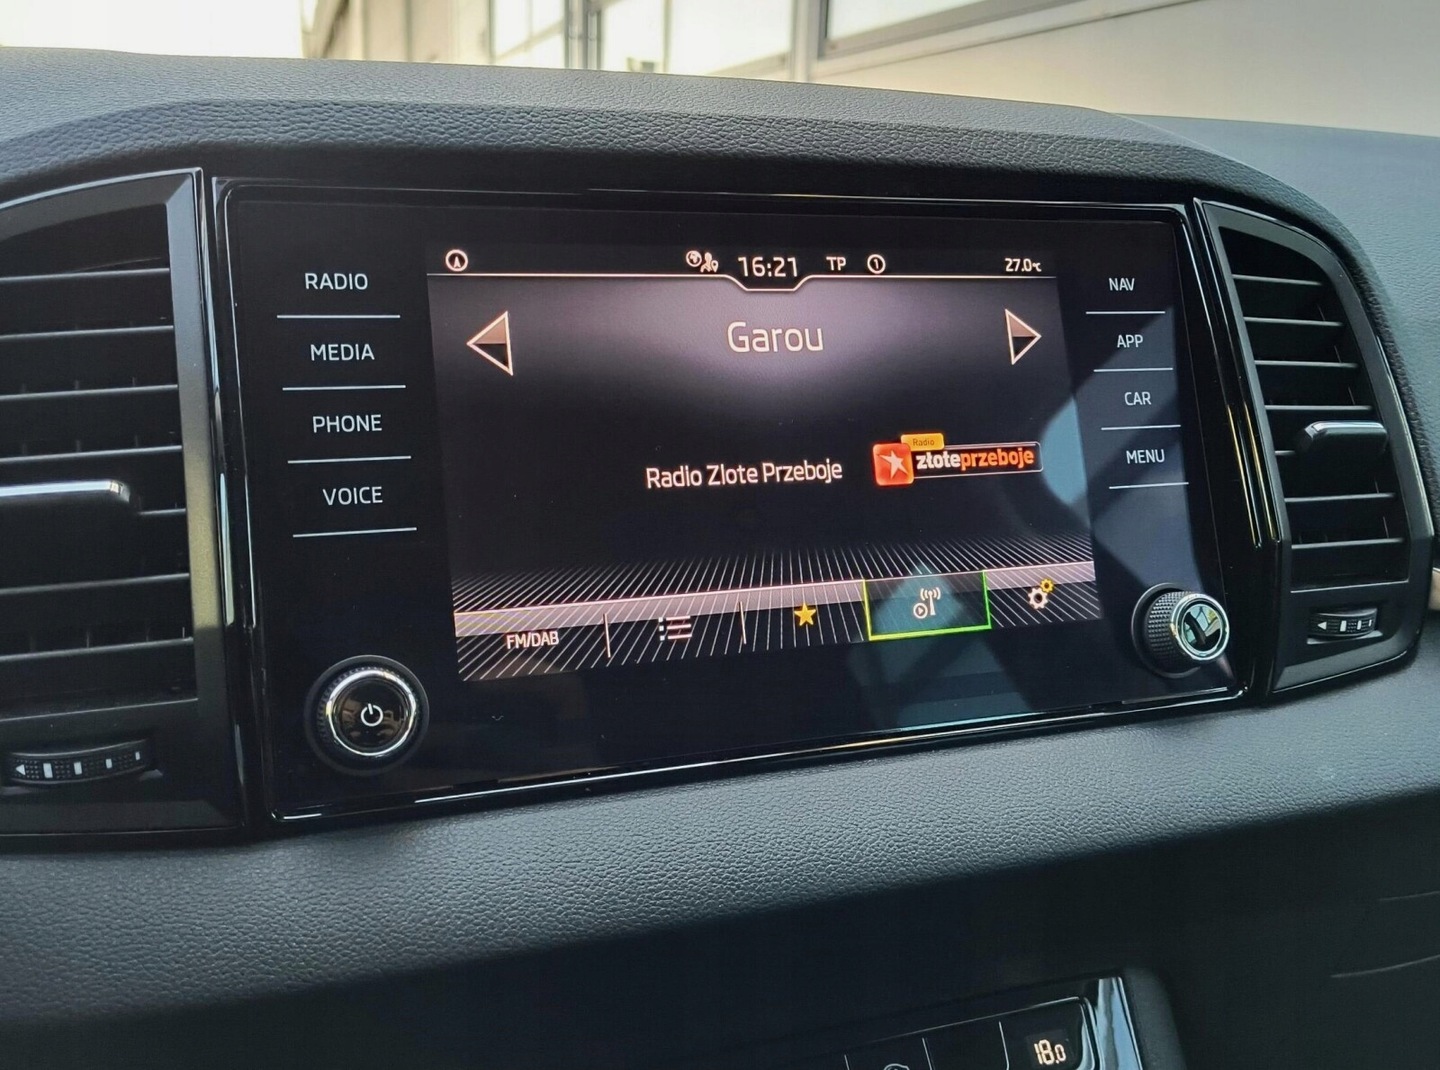 16:21 TP 1 27.0°C
RADIO
MEDIA
PHONE
VOICE
Garou
Radio Zlote Przeboje
Radio
złoteprzeboje
FM/DAB
NAV
APP
CAR
MENU
18.0